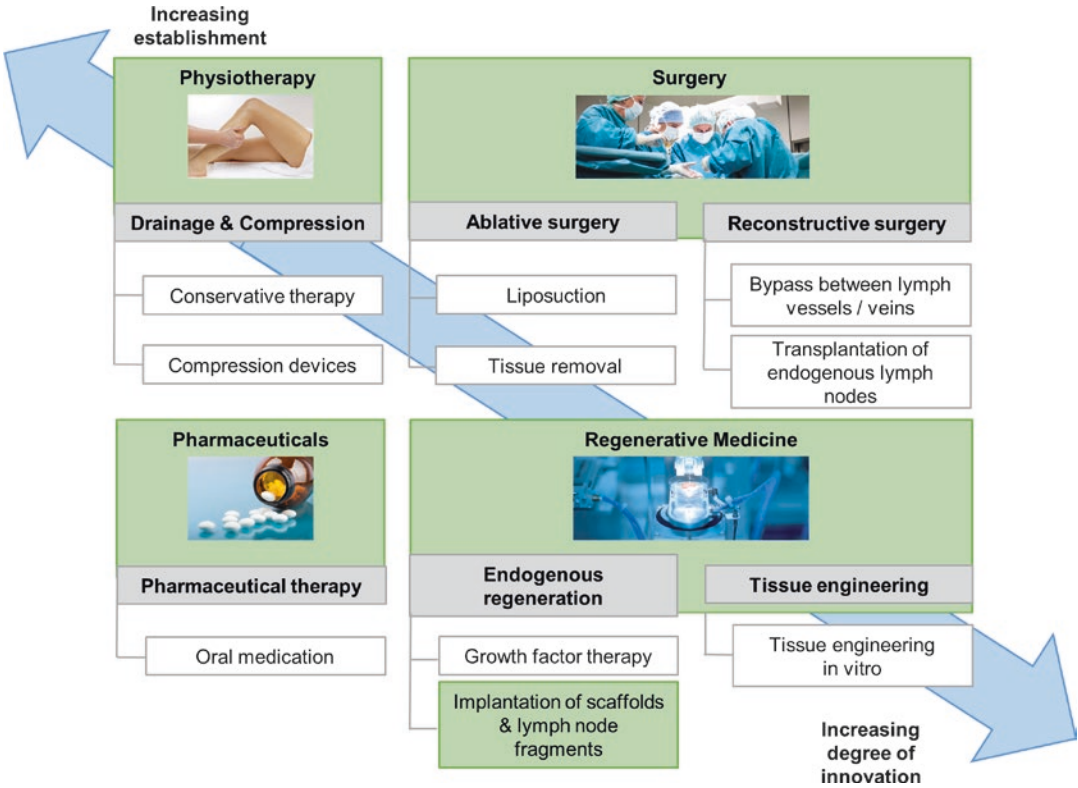 Increasing
establishment
Physiotherapy
Surgery
Drainage & Compression
Ablative surgery
Reconstructive surgery
Conservative therapy
Liposuction
Bypass between lymph
vessels / veins
Compression devices
Tissue removal
Transplantation of
endogenous lymph
nodes
Pharmaceuticals
Regenerative Medicine
Pharmaceutical therapy
Endogenous
regeneration
Tissue engineering
Oral medication
Growth factor therapy
Tissue engineering
in vitro
Implantation of scaffolds
& lymph node
fragments
Increasing
degree of
innovation